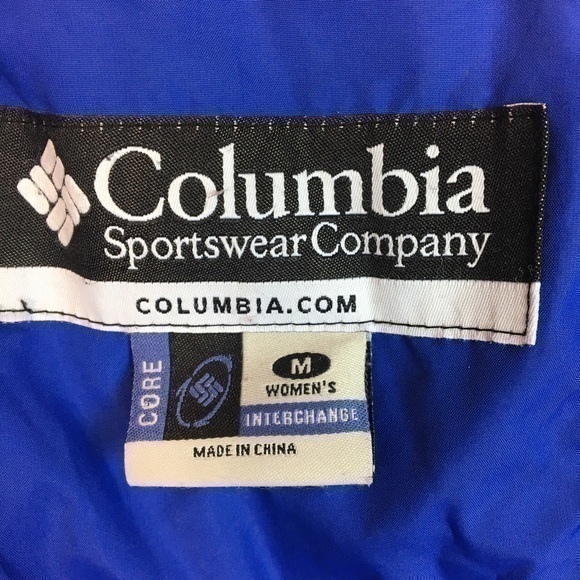 Columbia
Sportswear Company
COLUMBIA.COM
CORE
M
WOMEN'S
INTERCHANGE
MADE IN CHINA